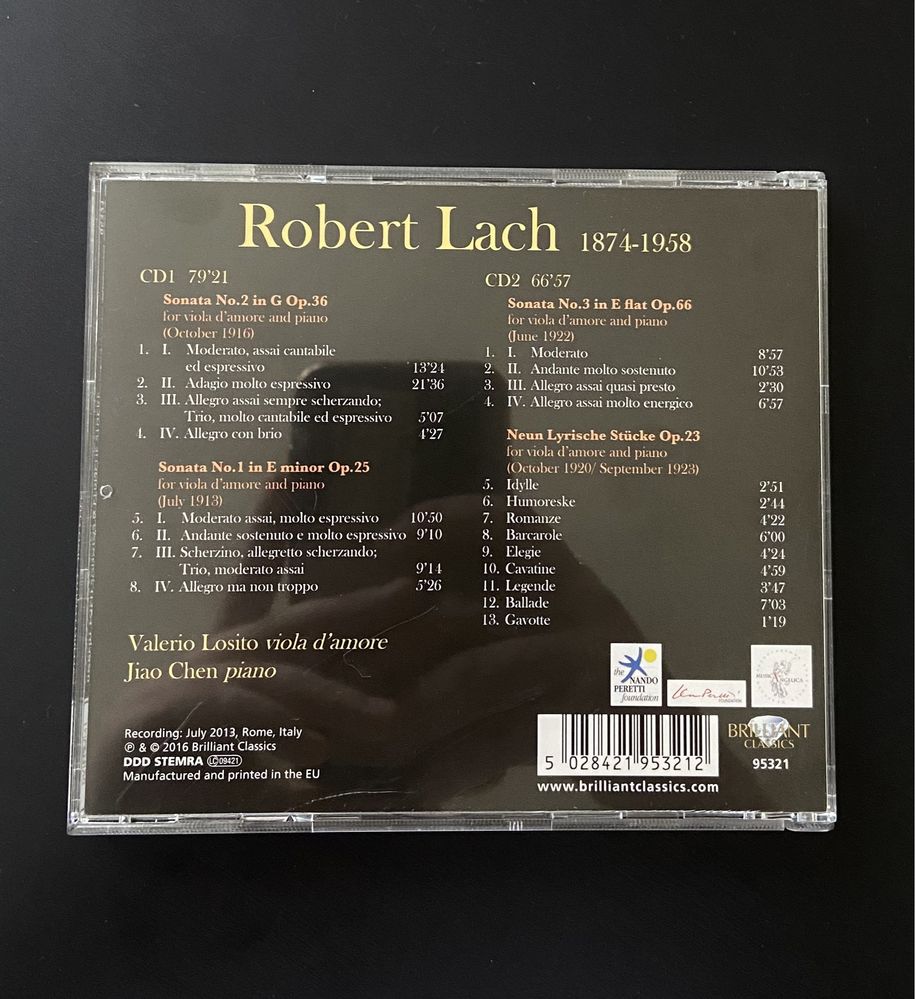 Robert Lach 1874-1958
CD1 79’21
Sonata No.2 in G Op.36
for viola d’amore and piano
(October 1916)
1. I. Moderato, assai cantabile
ed espressivo 13’24
2. II. Adagio molto espressivo 21’36
3. III. Allegro assai sempre scherzando;
Trio, molto cantabile ed espressivo 5’07
4. IV. Allegro con brio 4’27
Sonata No.1 in E minor Op.25
for viola d’amore and piano
(July 1913)
5. I. Moderato assai, molto espressivo 10’50
6. II. Andante sostenuto e molto espressivo 9’10
7. III. Scherzino, allegretto scherzando;
Trio, moderato assai 9’14
8. IV. Allegro ma non troppo 5’26
CD2 66’57
Sonata No.3 in E flat Op.66
for viola d’amore and piano
(June 1922)
1. I. Moderato 8’57
2. II. Andante molto sostenuto 10’53
3. III. Allegro assai quasi presto 2’30
4. IV. Allegro assai molto energico 6’57
Neun Lyrische Stücke Op.23
for viola d’amore and piano
(October 1920/ September 1923)
5. Idylle 2’51
6. Humoreske 2’44
7. Romanze 4’22
8. Barcarole 6’00
9. Elegie 4’24
10. Cavatine 4’59
11. Legende 3’47
12. Ballade 7’03
13. Gavotte 1’19
Valerio Losito viola d’amore
Jiao Chen piano
the
NANDO
PERETTI
foundation
FOUNDATION
Recording: July 2013, Rome, Italy
℗ & © 2016 Brilliant Classics
DDD STEMRA LC 09421
Manufactured and printed in the EU
5 028421 953212
www.brilliantclassics.com
BRILLIANT
CLASSICS
95321